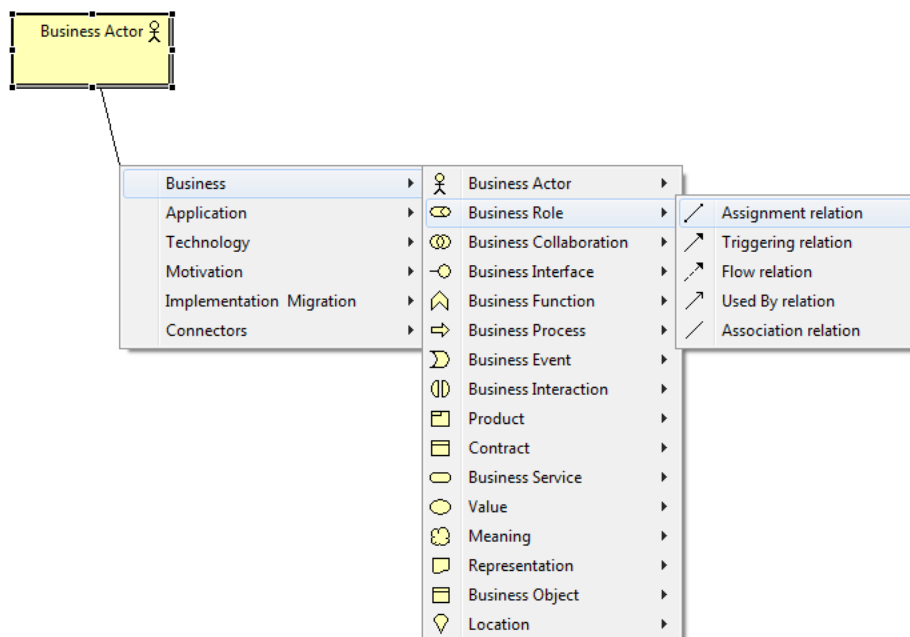 Business Actor
Business
Application
Technology
Motivation
Implementation Migration
Connectors
Business Actor
Business Role
Business Collaboration
Business Interface
Business Function
Business Process
Business Event
Business Interaction
Product
Contract
Business Service
Value
Meaning
Representation
Business Object
Location
Assignment relation
Triggering relation
Flow relation
Used By relation
Association relation